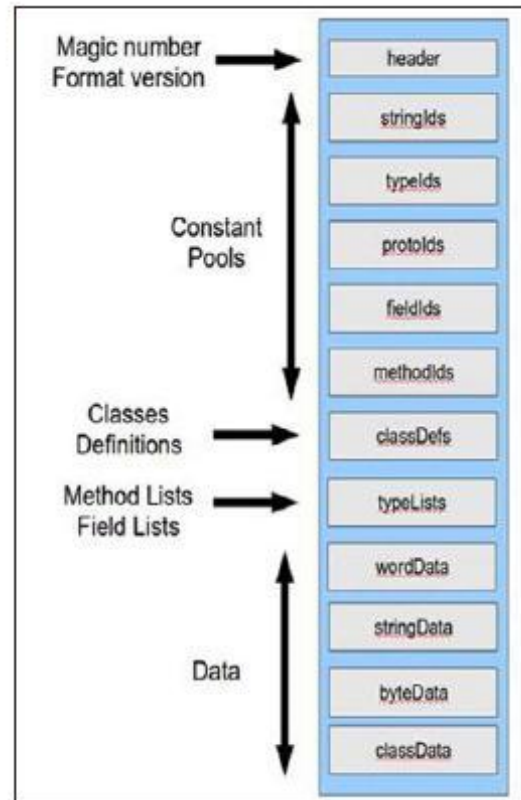 Magic number
Format version
header
stringIds
typeIds
Constant
Pools
protoIds
fieldIds
methodIds
Classes
Definitions
classDefs
Method Lists
Field Lists
typeLists
wordData
stringData
Data
byteData
classData